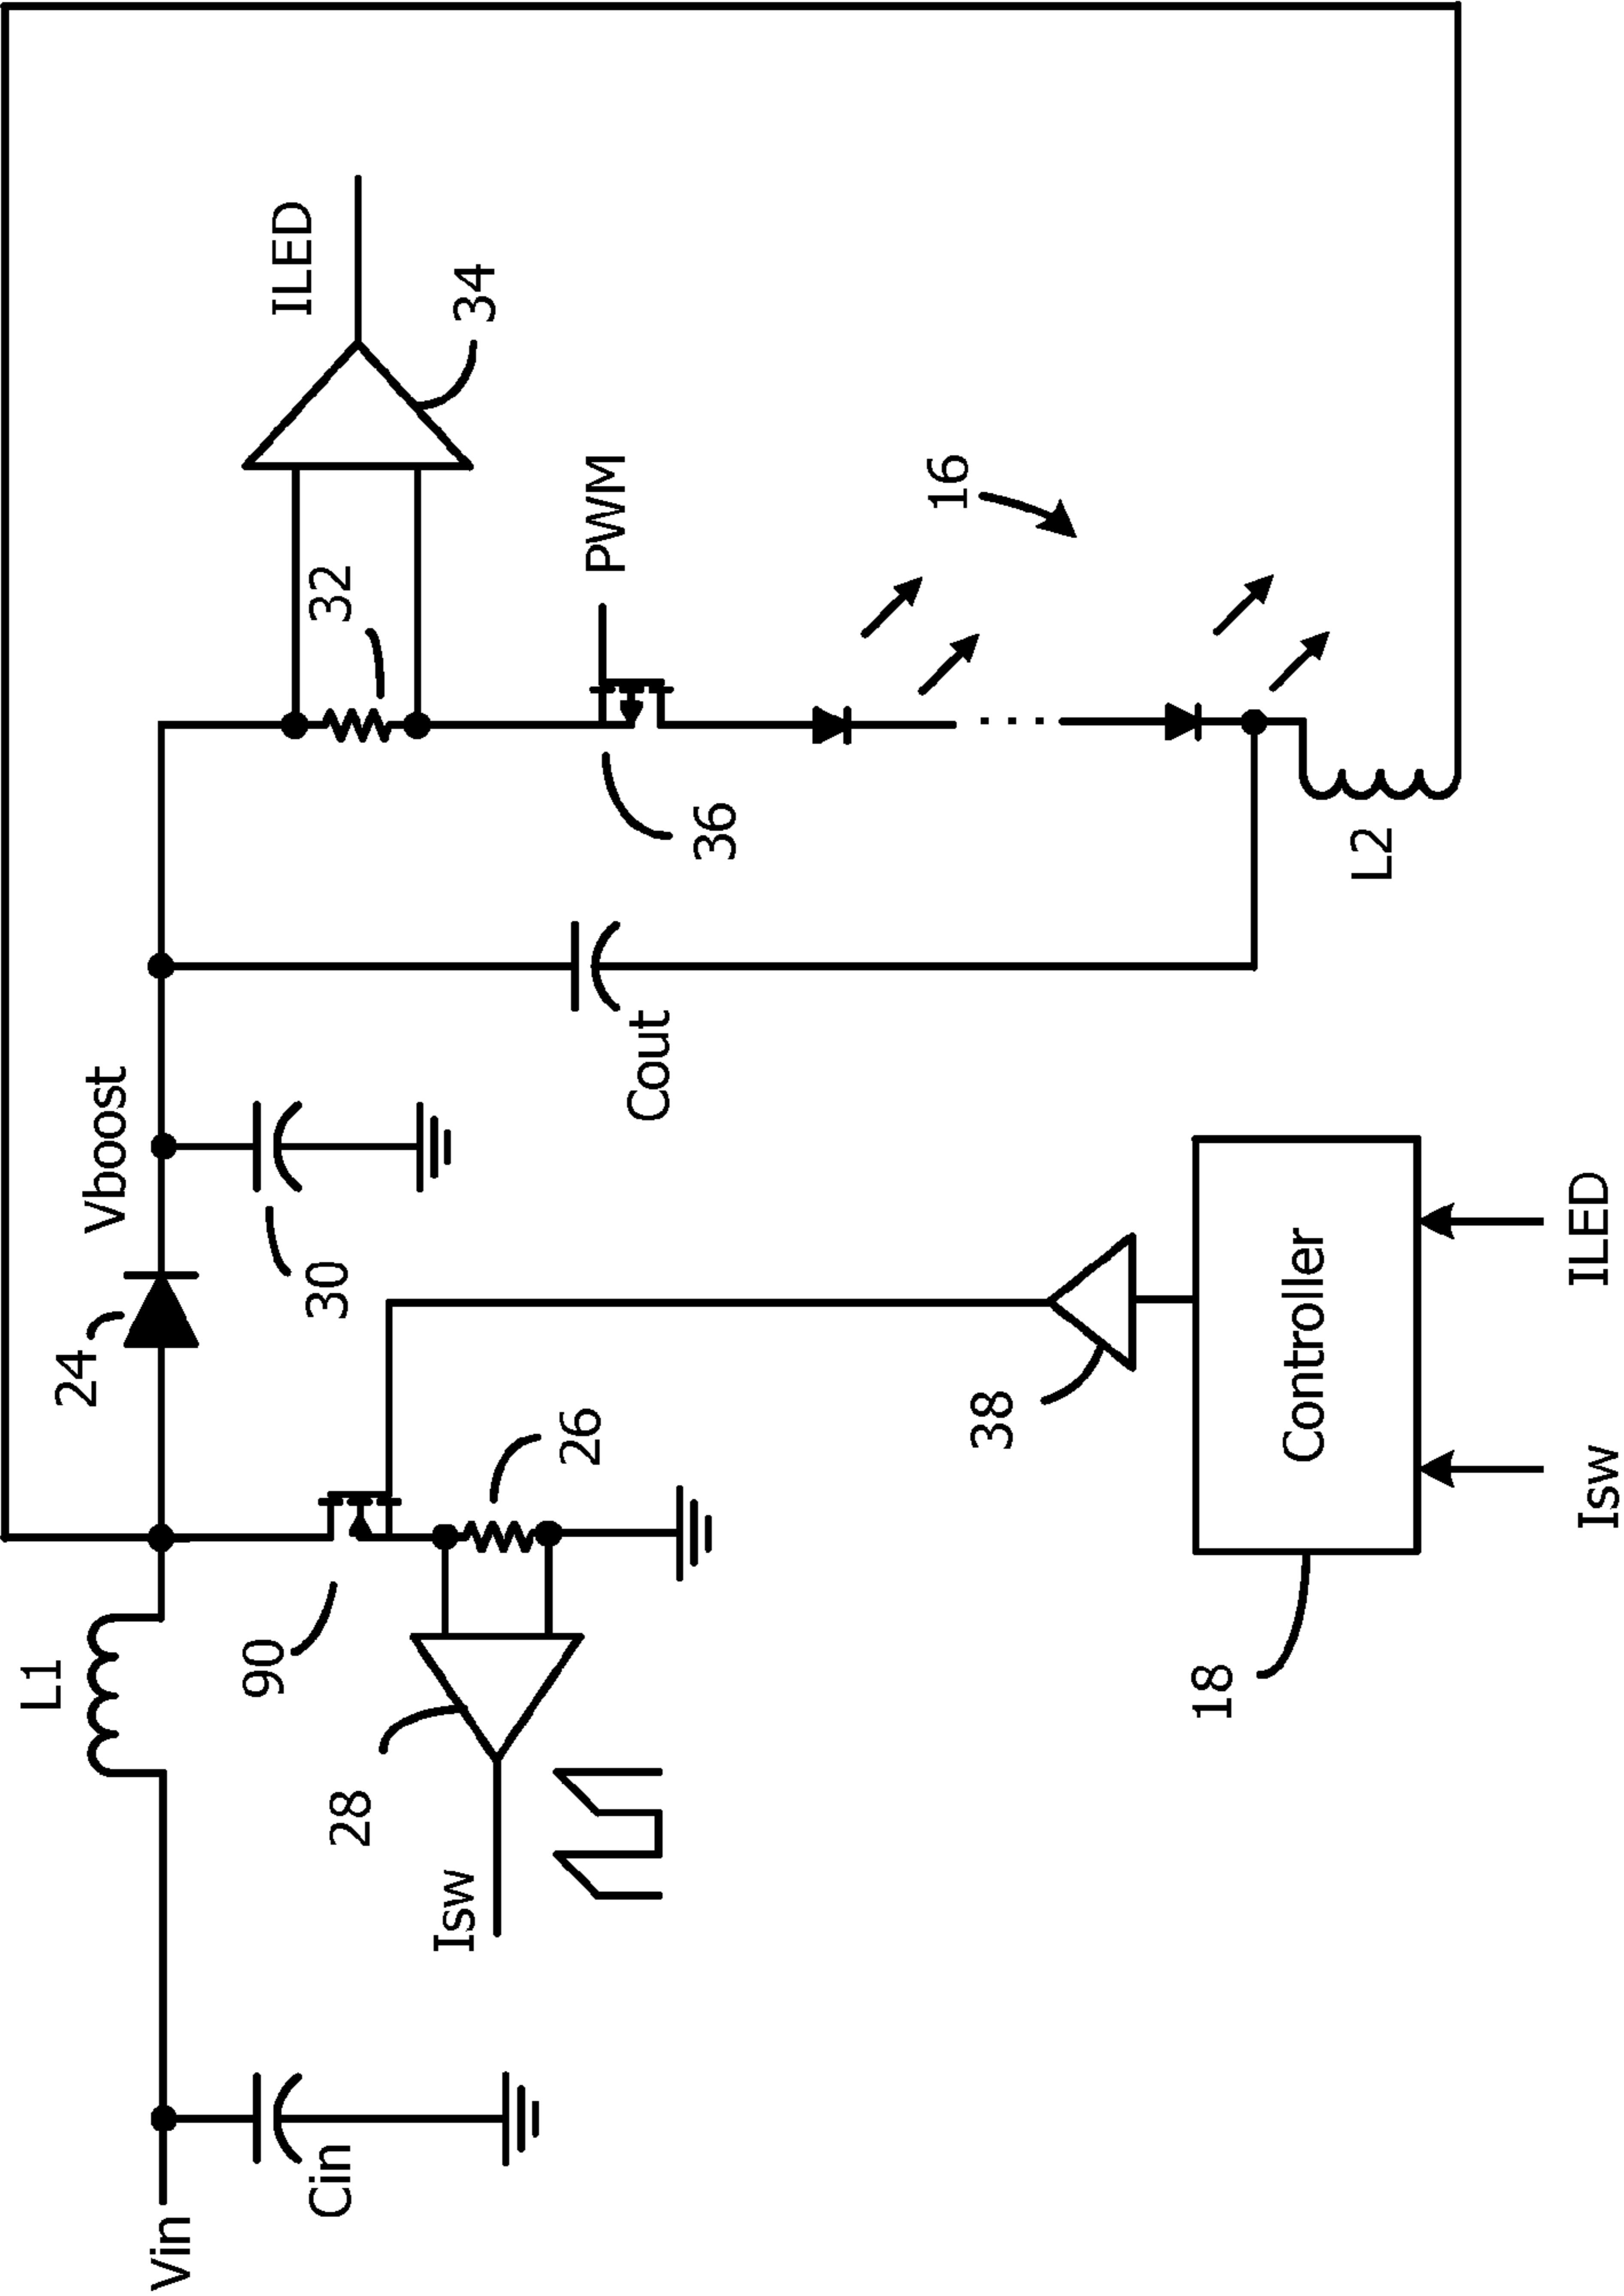 L1
24
Vboost
Vin
90
ILED
Cin
30
32
28
Isw
34
26
PWM
Cout
36
16
38
18
Controller
L2
Isw
ILED